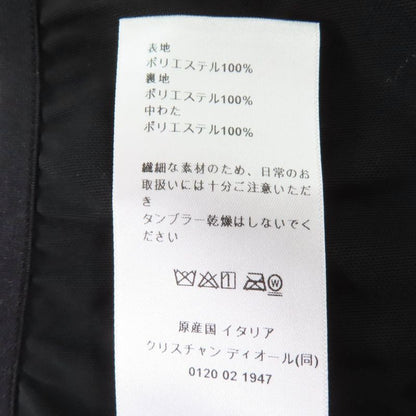 表地
ポリエステル100%
裏地
ポリエステル100%
中わた
ポリエステル100%
繊細な素材のため、日常のお
取扱いには十分ご注意いただ
き
タンブラー乾燥はしないでく
ださい
原産国 イタリア
クリスチャン ディオール(同)
0120 02 1947